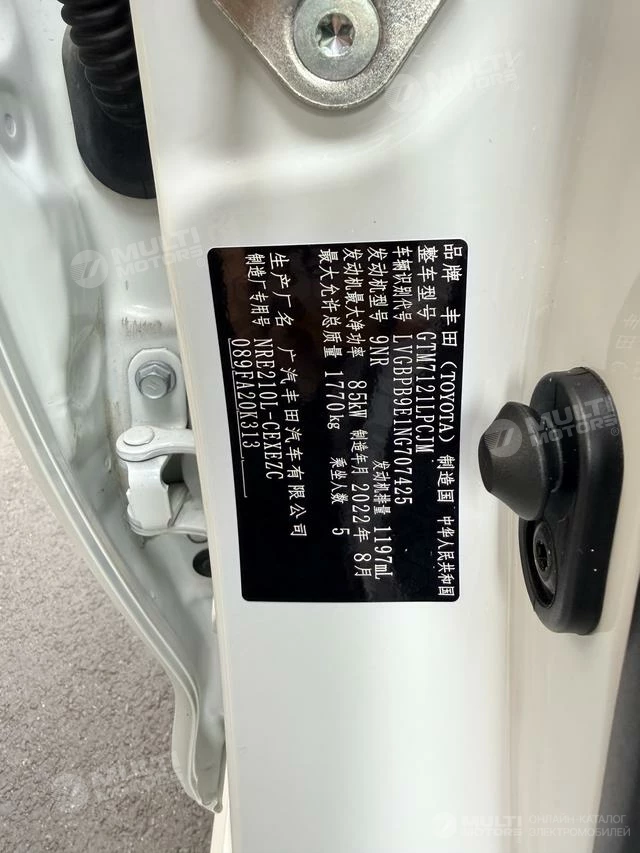 品牌 丰田 (TOYOTA) 制造国 中华人民共和国
整车型号 GTM7121LPCJM
车辆识别代号 LVGBPB9E1NG707425
发动机型号 9NR 发动机排量 1197mL
发动机最大净功率 85kW 制造年月 2022年 8月
最大允许总质量 1770kg 乘坐人数 5
生产厂名 广汽丰田汽车有限公司
制造厂专用号 NRE210L-CEXEZC
089FA20K313
MULTI MOTORS
MULTI MOTORS
MULTI MOTORS ОНЛАЙН-КАТАЛОГ ЭЛЕКТРОМОБИЛЕЙ